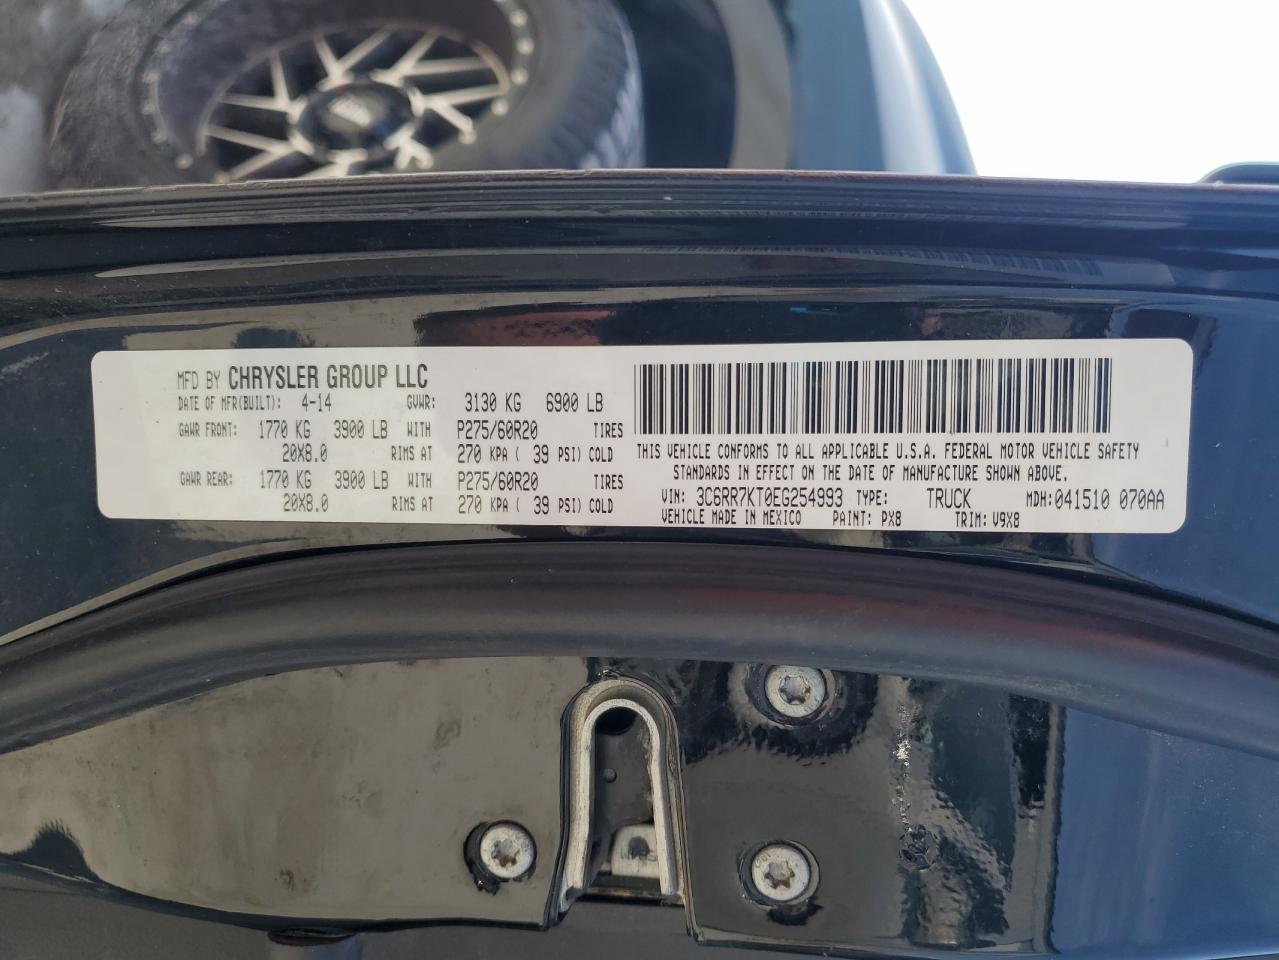 MFD BY CHRYSLER GROUP LLC
DATE OF MFR(BUILT): 4-14 GVWR: 3130 KG 6900 LB
GAWR FRONT: 1770 KG 3900 LB WITH P275/60R20 TIRES
20X8.0 RIMS AT 270 KPA ( 39 PSI) COLD
GAWR REAR: 1770 KG 3900 LB WITH P275/60R20 TIRES
20X8.0 RIMS AT 270 KPA ( 39 PSI) COLD
THIS VEHICLE CONFORMS TO ALL APPLICABLE U.S.A. FEDERAL MOTOR VEHICLE SAFETY
STANDARDS IN EFFECT ON THE DATE OF MANUFACTURE SHOWN ABOVE.
VIN: 3C6RR7KT0EG254993 TYPE: TRUCK MDH: 041510 070AA
VEHICLE MADE IN MEXICO PAINT: PX8 TRIM: V9X8